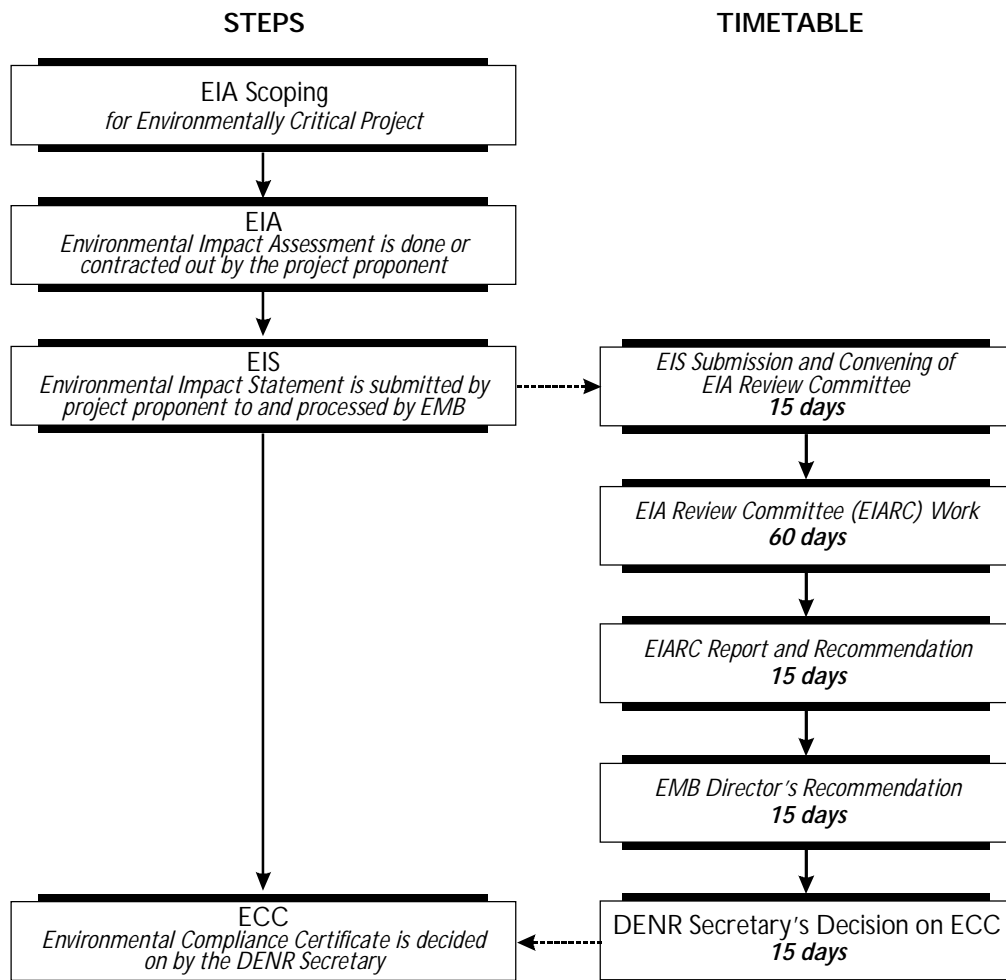 STEPS
EIA Scoping
for Environmentally Critical Project
EIA
Environmental Impact Assessment is done or
contracted out by the project proponent
EIS
Environmental Impact Statement is submitted by
project proponent to and processed by EMB
ECC
Environmental Compliance Certificate is decided
on by the DENR Secretary
TIMETABLE
EIS Submission and Convening of
EIA Review Committee
15 days
EIA Review Committee (EIARC) Work
60 days
EIARC Report and Recommendation
15 days
EMB Director's Recommendation
15 days
DENR Secretary's Decision on ECC
15 days